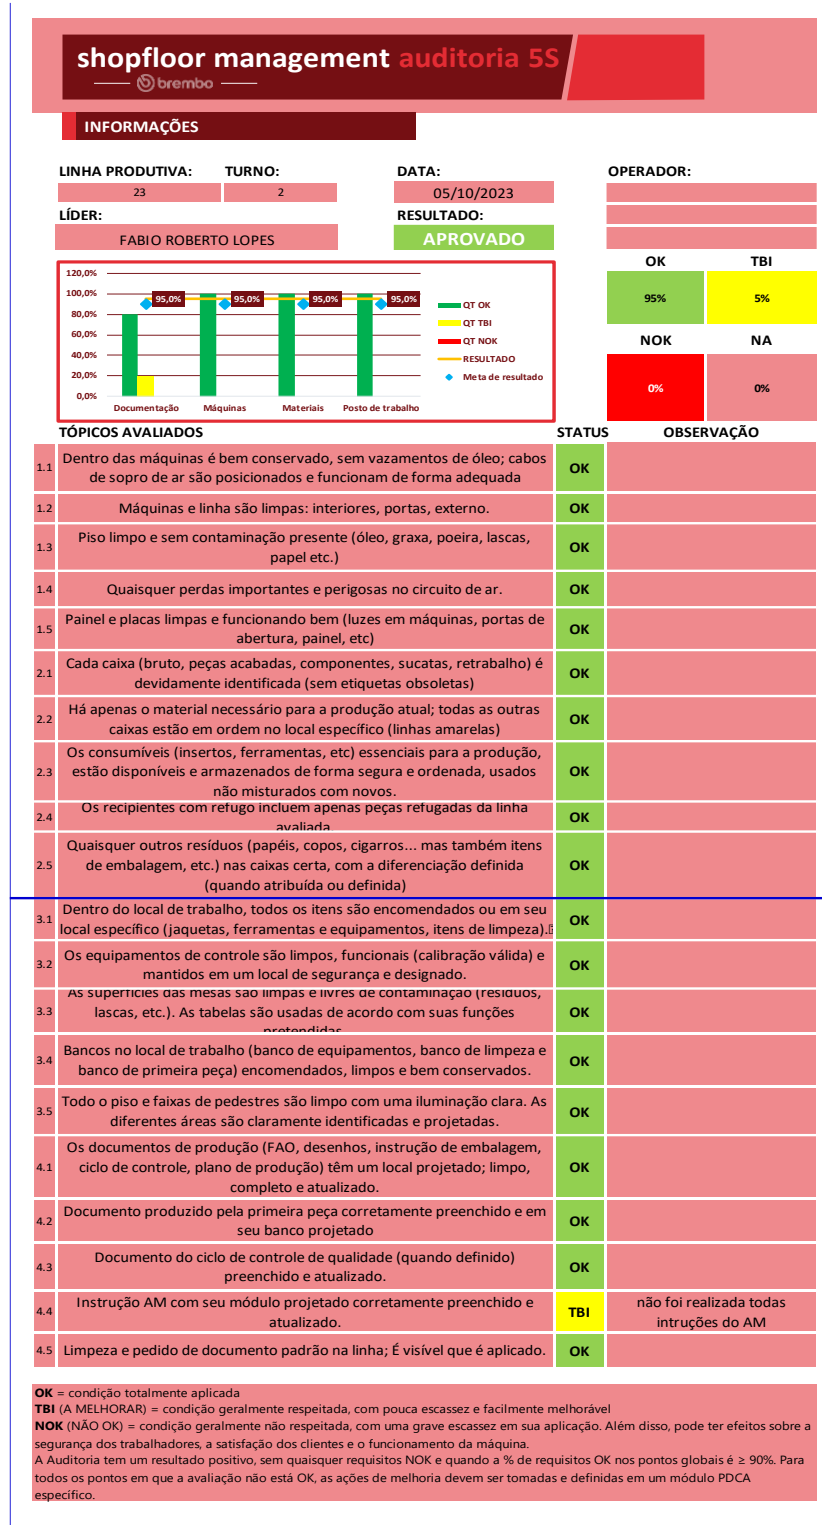 shopfloor management auditoria 5S
brembo
INFORMAÇÕES
LINHA PRODUTIVA: TURNO: DATA: OPERADOR:
23 2 05/10/2023
LÍDER: RESULTADO:
FABIO ROBERTO LOPES APROVADO
OK TBI
95% 5%
NOK NA
0% 0%
120,0%
100,0%
80,0%
60,0%
40,0%
20,0%
0,0%
95,0% 95,0% 95,0% 95,0%
Documentação Máquinas Materiais Posto de trabalho
QT OK
QT TBI
QT NOK
RESULTADO
Meta de resultado
TÓPICOS AVALIADOS STATUS OBSERVAÇÃO
1.1 Dentro das máquinas é bem conservado, sem vazamentos de óleo; cabos
de sopro de ar são posicionados e funcionam de forma adequada OK
1.2 Máquinas e linha são limpas: interiores, portas, externo. OK
1.3 Piso limpo e sem contaminação presente (óleo, graxa, poeira, lascas,
papel etc.) OK
1.4 Quaisquer perdas importantes e perigosas no circuito de ar. OK
1.5 Painel e placas limpas e funcionando bem (luzes em máquinas, portas de
abertura, painel, etc) OK
2.1 Cada caixa (bruto, peças acabadas, componentes, sucatas, retrabalho) é
devidamente identificada (sem etiquetas obsoletas) OK
2.2 Há apenas o material necessário para a produção atual; todas as outras
caixas estão em ordem no local específico (linhas amarelas) OK
2.3 Os consumíveis (insertos, ferramentas, etc) essenciais para a produção,
estão disponíveis e armazenados de forma segura e ordenada, usados
não misturados com novos. OK
2.4 Os recipientes com refugo incluem apenas peças refugadas da linha
avaliada. OK
2.5 Quaisquer outros resíduos (papéis, copos, cigarros... mas também itens
de embalagem, etc.) nas caixas certa, com a diferenciação definida
(quando atribuída ou definida) OK
3.1 Dentro do local de trabalho, todos os itens são encomendados ou em seu
local específico (jaquetas, ferramentas e equipamentos, itens de limpeza). OK
3.2 Os equipamentos de controle são limpos, funcionais (calibração válida) e
mantidos em um local de segurança e designado. OK
3.3 As superfícies das mesas são limpas e livres de contaminação (resíduos,
lascas, etc.). As tabelas são usadas de acordo com suas funções
pretendidas. OK
3.4 Bancos no local de trabalho (banco de equipamentos, banco de limpeza e
banco de primeira peça) encomendados, limpos e bem conservados. OK
3.5 Todo o piso e faixas de pedestres são limpo com uma iluminação clara. As
diferentes áreas são claramente identificadas e projetadas. OK
4.1 Os documentos de produção (FAO, desenhos, instrução de embalagem,
ciclo de controle, plano de produção) têm um local projetado; limpo,
completo e atualizado. OK
4.2 Documento produzido pela primeira peça corretamente preenchido e em
seu banco projetado OK
4.3 Documento do ciclo de controle de qualidade (quando definido)
preenchido e atualizado. OK
4.4 Instrução AM com seu módulo projetado corretamente preenchido e
atualizado. TBI não foi realizada todas
intruções do AM
4.5 Limpeza e pedido de documento padrão na linha; É visível que é aplicado. OK
OK = condição totalmente aplicada
TBI (A MELHORAR) = condição geralmente respeitada, com pouca escassez e facilmente melhorável
NOK (NÃO OK) = condição geralmente não respeitada, com uma grave escassez em sua aplicação. Além disso, pode ter efeitos sobre a
segurança dos trabalhadores, a satisfação dos clientes e o funcionamento da máquina.
A Auditoria tem um resultado positivo, sem quaisquer requisitos NOK e quando a % de requisitos OK nos pontos globais é ≥ 90%. Para
todos os pontos em que a avaliação não está OK, as ações de melhoria devem ser tomadas e definidas em um módulo PDCA
específico.